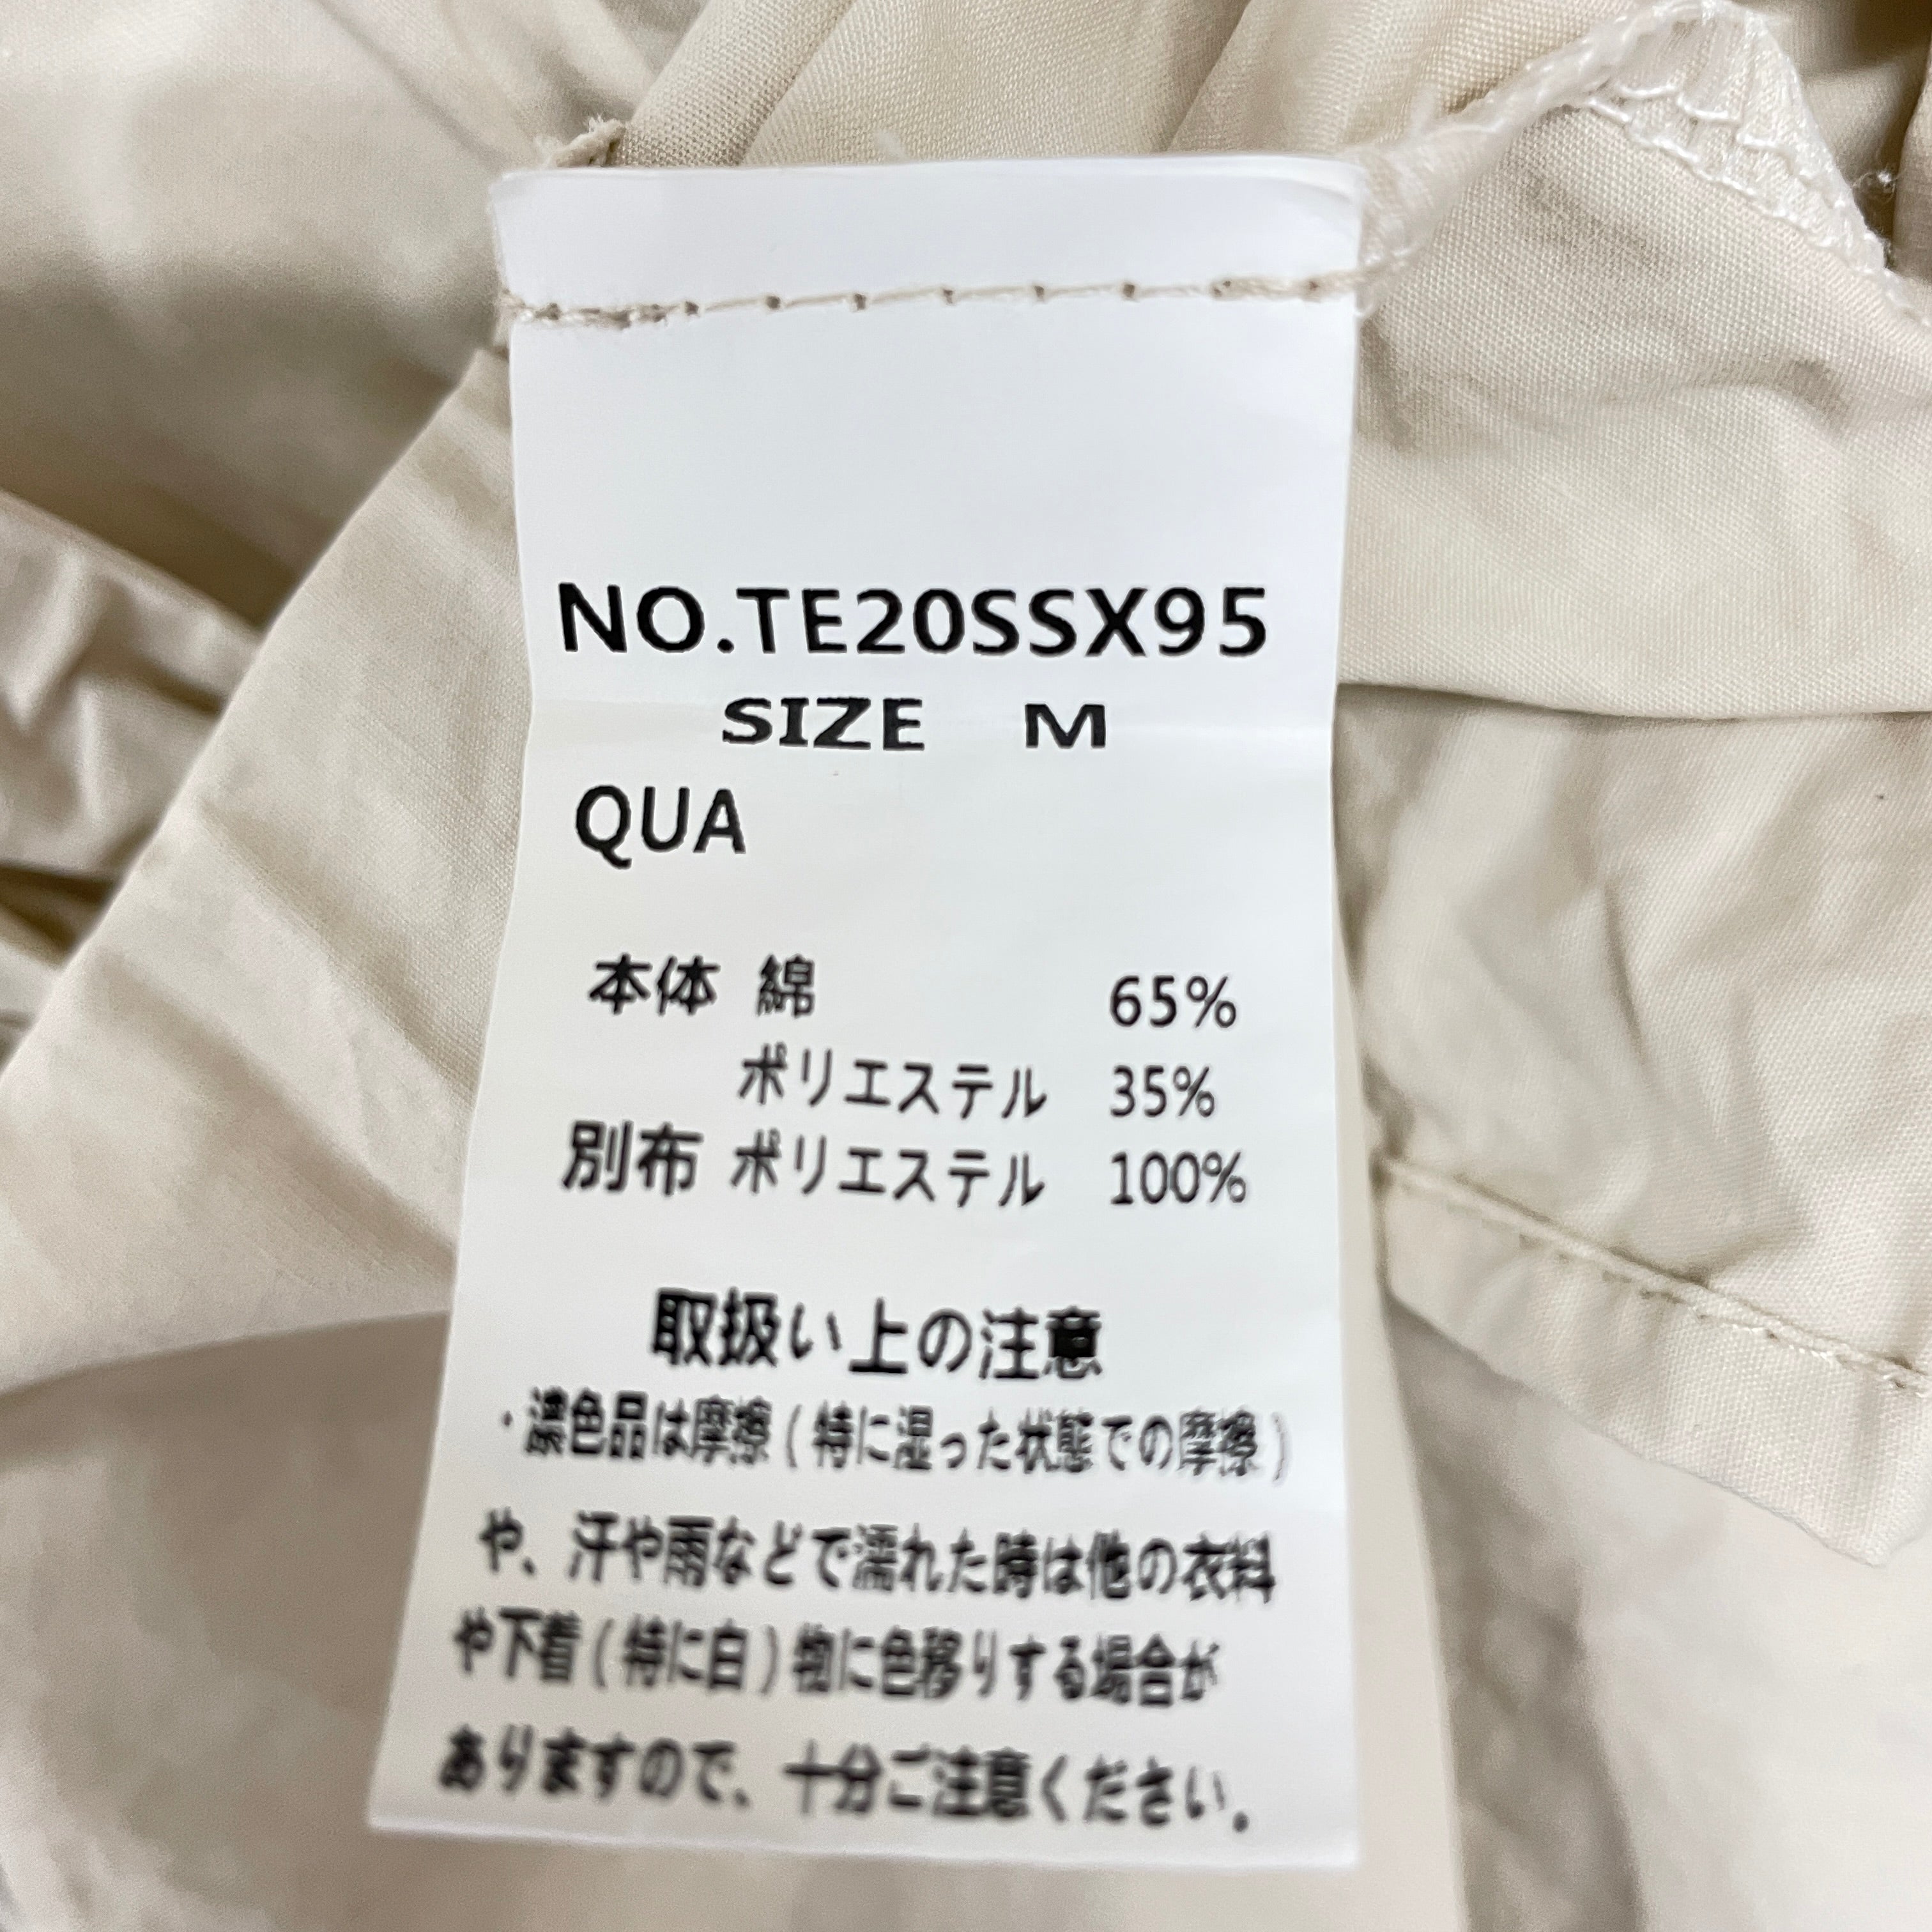 NO.TE20SSX95
SIZE M
QUA
本体 綿 65%
ポリエステル 35%
別布 ポリエステル 100%
取扱い上の注意
・濃色品は摩擦(特に湿った状態での摩擦)
や、汗や雨などで濡れた時は他の衣料
や下着(特に白)物に色移りする場合が
ありますので、十分ご注意ください。